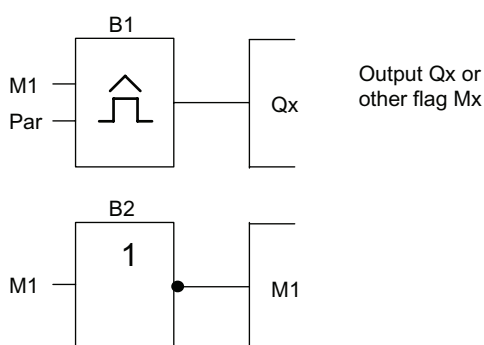 B1
M1
Par
Qx
Output Qx or
other flag Mx
B2
1
M1
M1